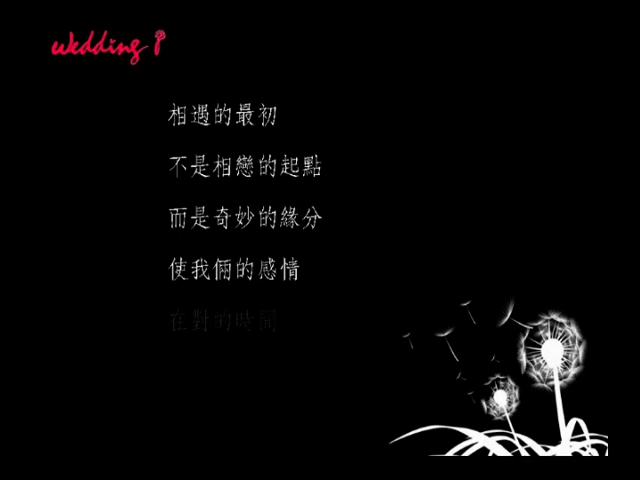 wedding
相遇的最初
不是相戀的起點
而是奇妙的緣分
使我倆的感情
在對的時間